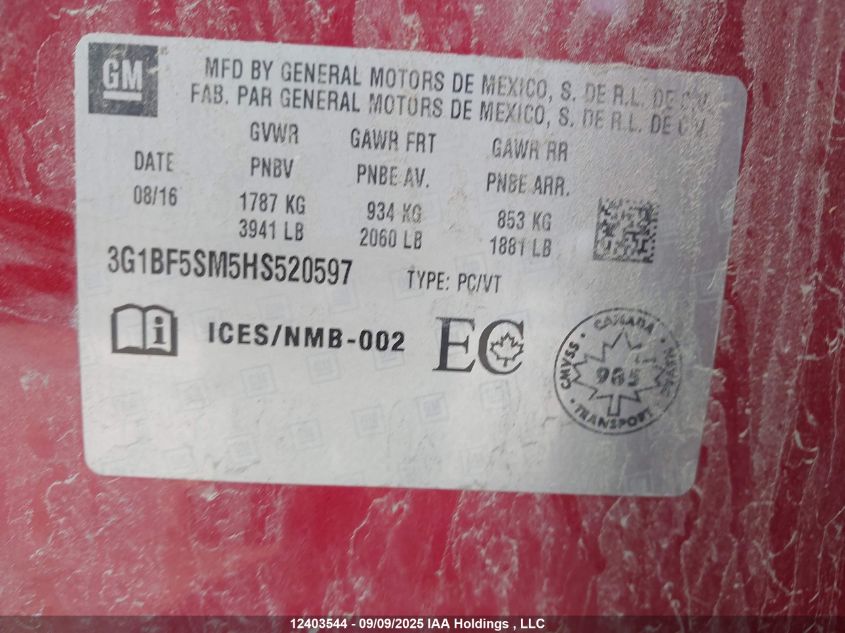 GM
MFD BY GENERAL MOTORS DE MEXICO, S. DE R.L. DE C.V.
FAB. PAR GENERAL MOTORS DE MEXICO, S. DE R.L. DE C.V.
DATE
08/16
GVWR
PNBV
1787 KG
3941 LB
GAWR FRT
PNBE AV.
934 KG
2060 LB
GAWR RR
PNBE ARR.
853 KG
1881 LB
3G1BF5SM5HS520597 TYPE: PC/VT
i ICES/NMB-002 EC
CANADA
CMVSS
TRANSPORT
12403544 - 09/09/2025 IAA Holdings , LLC